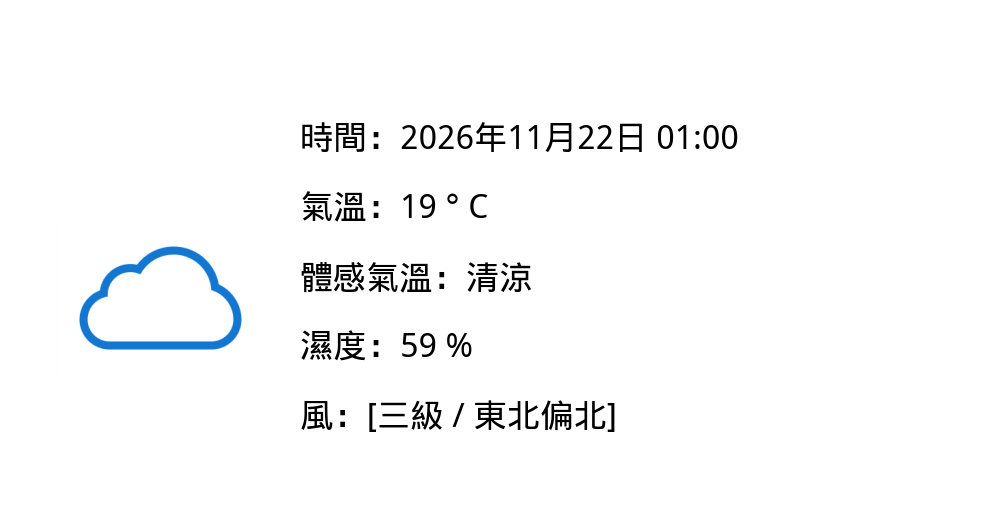 時間：2026年11月22日 01:00
氣溫：19 ° C
體感氣溫：清涼
濕度：59 %
風：[三級 / 東北偏北]